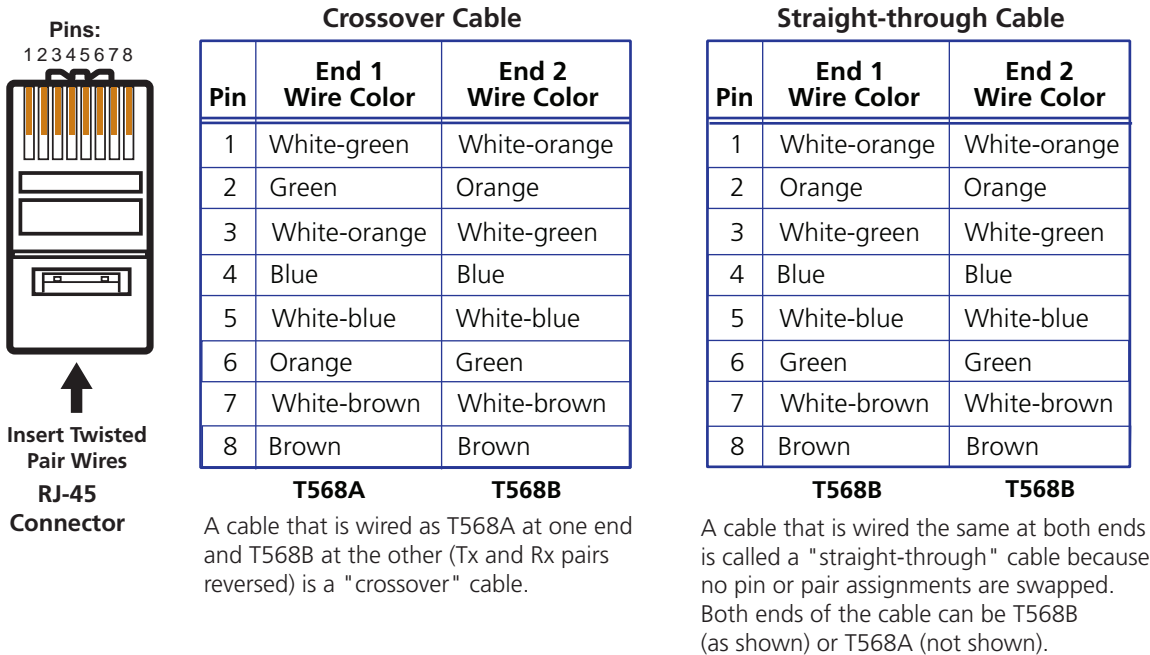 Pins:
1 2 3 4 5 6 7 8
Insert Twisted
Pair Wires
RJ-45
Connector
Crossover Cable
Pin End 1 Wire Color End 2 Wire Color
1 White-green White-orange
2 Green Orange
3 White-orange White-green
4 Blue Blue
5 White-blue White-blue
6 Orange Green
7 White-brown White-brown
8 Brown Brown
T568A T568B
A cable that is wired as T568A at one end
and T568B at the other (Tx and Rx pairs
reversed) is a "crossover" cable.
Straight-through Cable
Pin End 1 Wire Color End 2 Wire Color
1 White-orange White-orange
2 Orange Orange
3 White-green White-green
4 Blue Blue
5 White-blue White-blue
6 Green Green
7 White-brown White-brown
8 Brown Brown
T568B T568B
A cable that is wired the same at both ends
is called a "straight-through" cable because
no pin or pair assignments are swapped.
Both ends of the cable can be T568B
(as shown) or T568A (not shown).